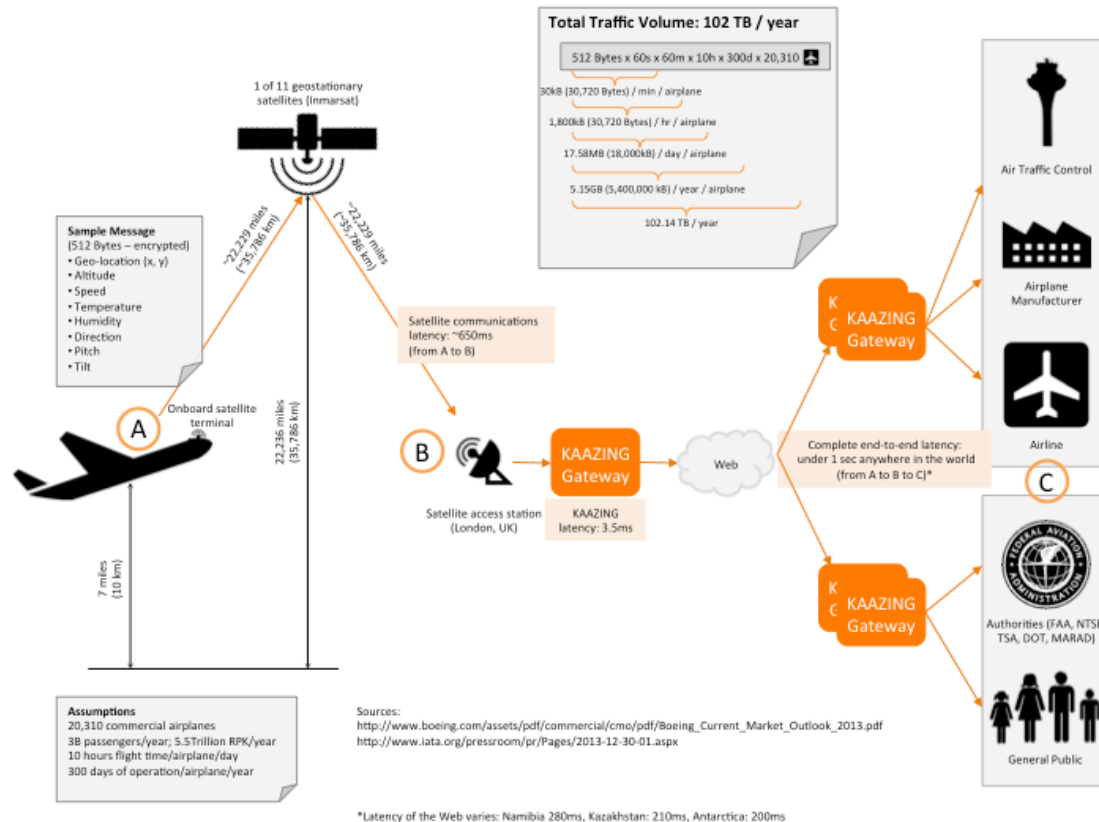 Total Traffic Volume: 102 TB / year
512 Bytes x 60s x 60m x 10h x 300d x 20,310
30kB (30,720 Bytes) / min / airplane
1,800kB (30,720 Bytes) / hr / airplane
17.58MB (18,000kB) / day / airplane
5.15GB (5,400,000 kB) / year / airplane
102.14 TB / year
1 of 11 geostationary
satellites (Inmarsat)
~22,229 miles
(~35,786 km)
~22,229 miles
(~35,786 km)
22,236 miles
(35,786 km)
Sample Message
(512 Bytes – encrypted)
• Geo-location (x, y)
• Altitude
• Speed
• Temperature
• Humidity
• Direction
• Pitch
• Tilt
A
Onboard satellite
terminal
7 miles
(10 km)
Satellite communications
latency: ~650ms
(from A to B)
B
Satellite access station
(London, UK)
KAAZING
Gateway
KAAZING
latency: 3.5ms
Web
K
G
KAAZING
Gateway
Complete end-to-end latency:
under 1 sec anywhere in the world
(from A to B to C)*
K
G
KAAZING
Gateway
Air Traffic Control
Airplane
Manufacturer
Airline
C
FEDERAL AVIATION
ADMINISTRATION
Authorities (FAA, NTSB
TSA, DOT, MARAD)
General Public
Assumptions
20,310 commercial airplanes
3B passengers/year; 5.5Trillion RPK/year
10 hours flight time/airplane/day
300 days of operation/airplane/year
Sources:
http://www.boeing.com/assets/pdf/commercial/cmo/pdf/Boeing_Current_Market_Outlook_2013.pdf
http://www.iata.org/pressroom/pr/Pages/2013-12-30-01.aspx
*Latency of the Web varies: Namibia 280ms, Kazakhstan: 210ms, Antarctica: 200ms